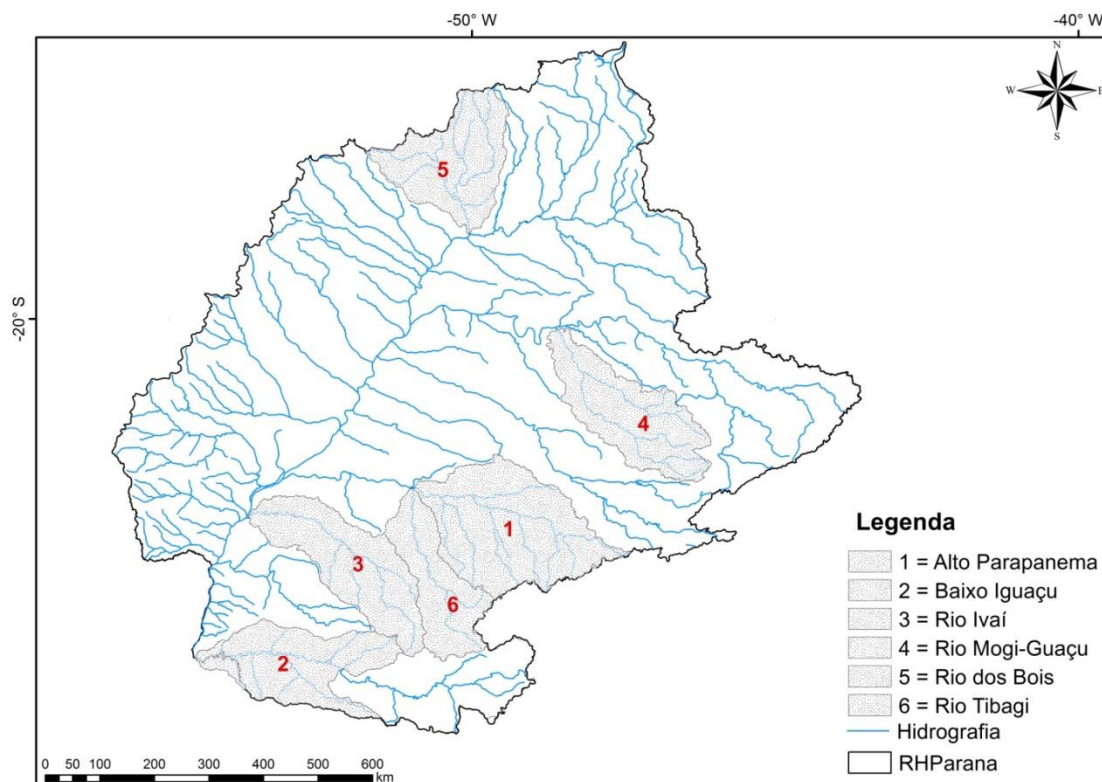 -50° W
-40° W
N
W
E
S
-20° S
5
4
1
3
6
2
Legenda
1 = Alto Parapanema
2 = Baixo Iguaçu
3 = Rio Ivaí
4 = Rio Mogi-Guaçu
5 = Rio dos Bois
6 = Rio Tibagi
Hidrografia
RHParana
0 50 100 200 300 400 500 600
km